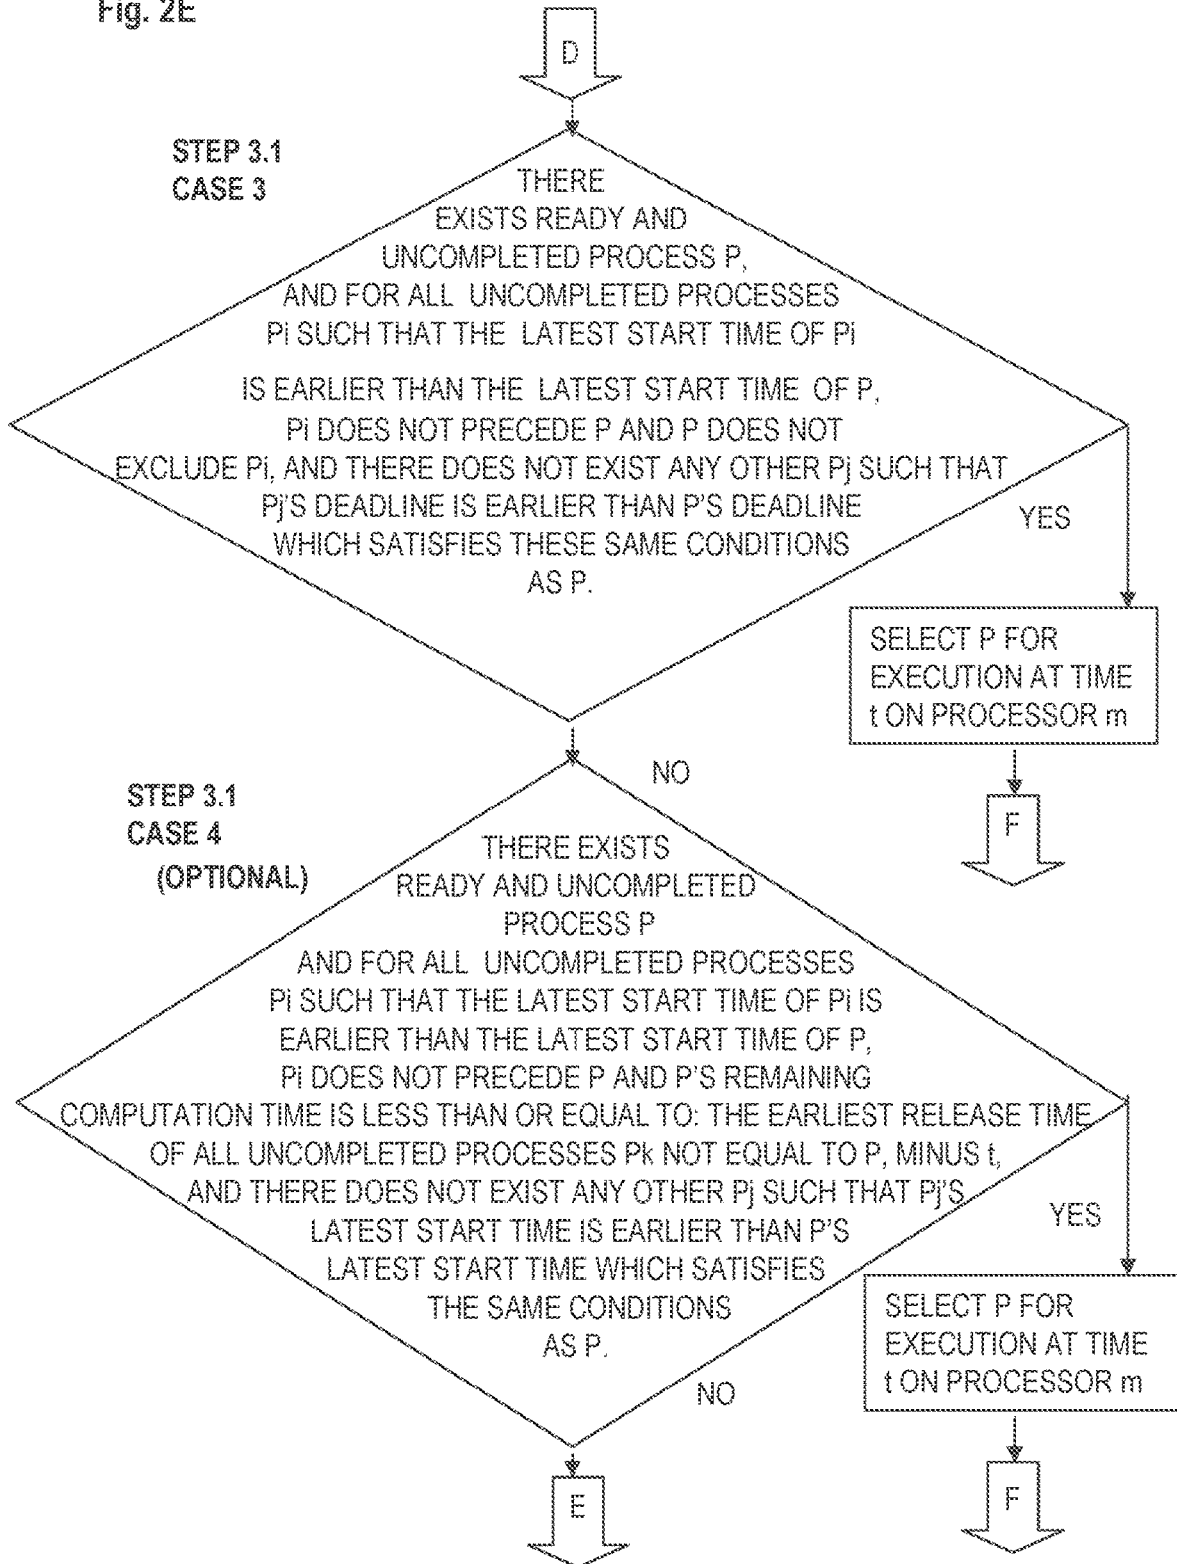 Fig. 2E
D
STEP 3.1
CASE 3
THERE
EXISTS READY AND
UNCOMPLETED PROCESS P,
AND FOR ALL UNCOMPLETED PROCESSES
Pi SUCH THAT THE LATEST START TIME OF Pi
IS EARLIER THAN THE LATEST START TIME OF P,
Pi DOES NOT PRECEDE P AND P DOES NOT
EXCLUDE Pi, AND THERE DOES NOT EXIST ANY OTHER Pj SUCH THAT
Pj'S DEADLINE IS EARLIER THAN P'S DEADLINE
WHICH SATISFIES THESE SAME CONDITIONS
AS P.
YES
SELECT P FOR
EXECUTION AT TIME
t ON PROCESSOR m
F
NO
STEP 3.1
CASE 4
(OPTIONAL)
THERE EXISTS
READY AND UNCOMPLETED
PROCESS P
AND FOR ALL UNCOMPLETED PROCESSES
Pi SUCH THAT THE LATEST START TIME OF Pi IS
EARLIER THAN THE LATEST START TIME OF P,
Pi DOES NOT PRECEDE P AND P'S REMAINING
COMPUTATION TIME IS LESS THAN OR EQUAL TO: THE EARLIEST RELEASE TIME
OF ALL UNCOMPLETED PROCESSES Pk NOT EQUAL TO P, MINUS t,
AND THERE DOES NOT EXIST ANY OTHER Pj SUCH THAT Pj'S
LATEST START TIME IS EARLIER THAN P'S
LATEST START TIME WHICH SATISFIES
THE SAME CONDITIONS
AS P.
YES
SELECT P FOR
EXECUTION AT TIME
t ON PROCESSOR m
NO
E
F